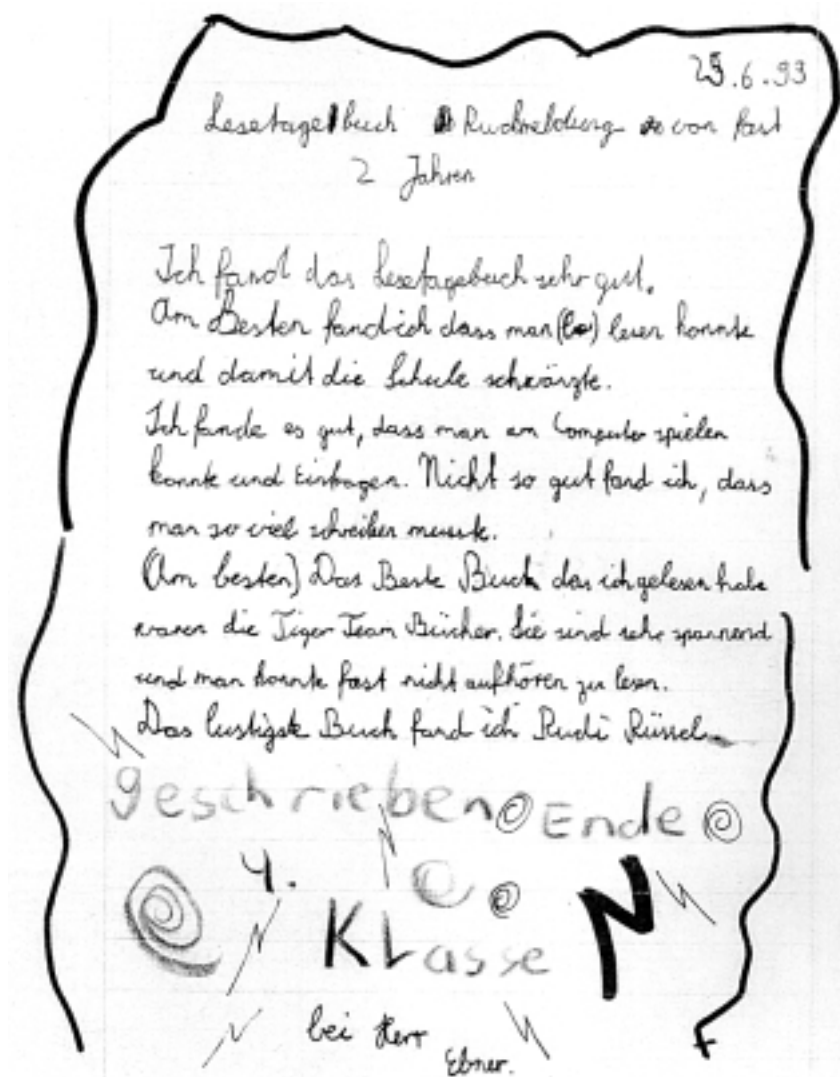 25.6.93
Lesetagebuch Rückmeldung von fast
2 Jahren
Ich fand das Lesetagebuch sehr gut.
Am Besten fand ich dass man (le) lesen konnte
und damit die Schule schwänzte.
Ich fande es gut, dass man am Computer spielen
konnte und Eintragen. Nicht so gut fand ich, dass
man so viel schreiben musste.
(Am besten) Das Beste Buch das ich gelesen habe
waren die Tiger Team Bücher. Sie sind sehr spannend
und man konnte fast nicht aufhören zu lesen.
Das lustigste Buch fand ich Rudi Rüssel.
geschrieben Ende
4.
Klasse
bei Herr
Ebner.